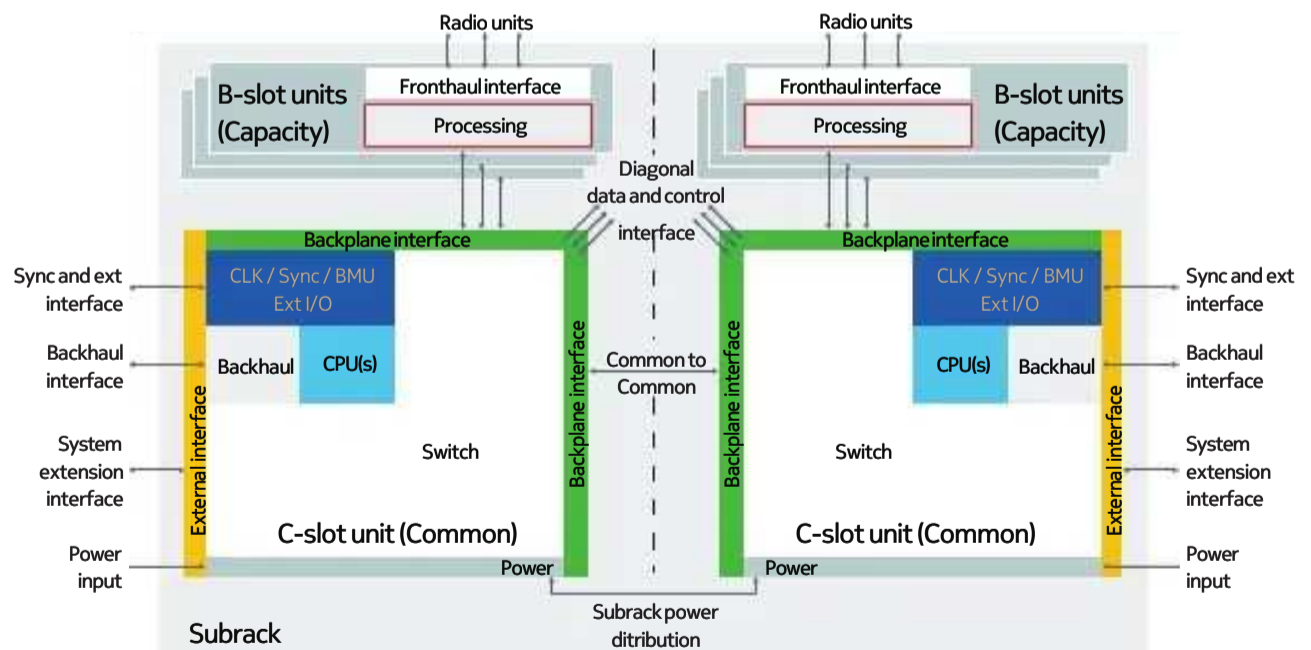 Radio units
Radio units
B-slot units
(Capacity)
Fronthaul interface
Processing
Fronthaul interface
Processing
B-slot units
(Capacity)
Diagonal
data and control
interface
Backplane interface
Backplane interface
CLK / Sync / BMU
Ext I/O
CLK / Sync / BMU
Ext I/O
Sync and ext
interface
Sync and ext
interface
Backhaul
interface
Backhaul
CPU(s)
Backplane interface
Common to
Common
Backplane interface
CPU(s)
Backhaul
Backhaul
interface
External interface
External interface
System
extension
interface
Switch
Switch
System
extension
interface
C-slot unit (Common)
C-slot unit (Common)
Power
input
Power
Power
Power
input
Subrack power
ditribution
Subrack